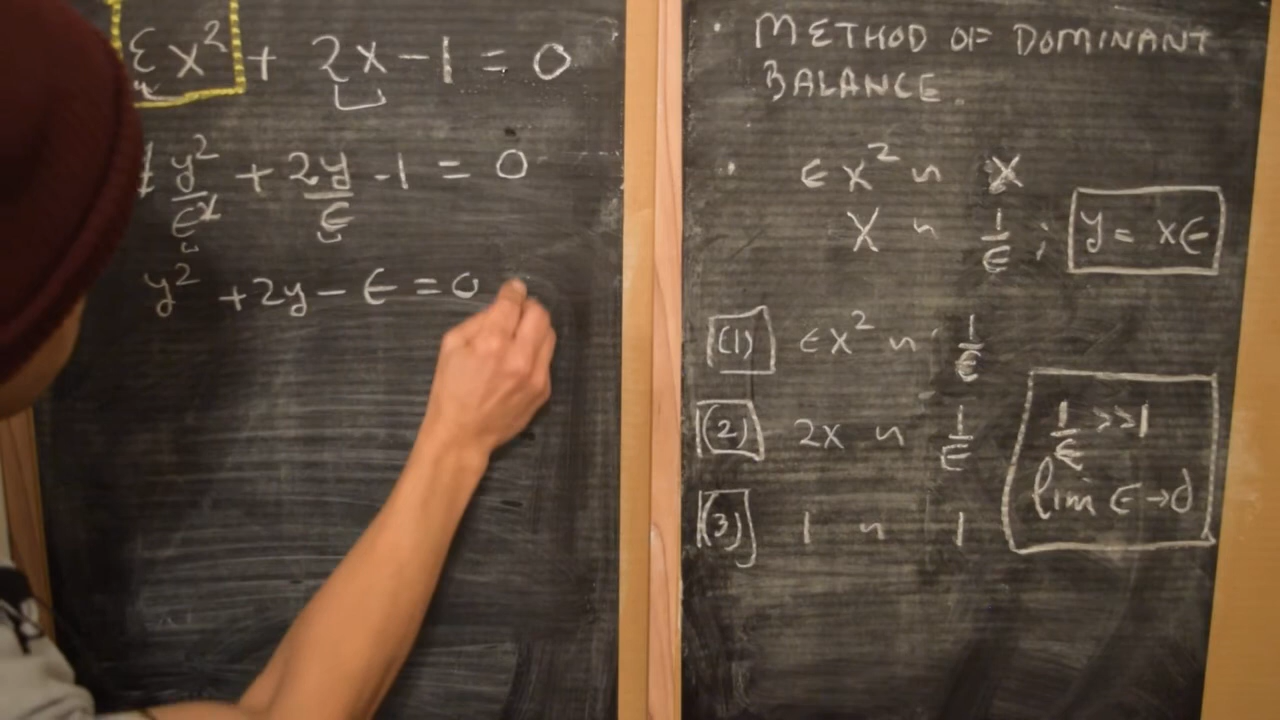 εx² + 2x - 1 = 0
ϵ y²/ϵ² + 2y/ϵ - 1 = 0
y² + 2y - ϵ = 0
· METHOD OF DOMINANT
BALANCE.
· ϵx² ~ x
x ~ 1/ϵ ; y = xϵ
(1) ϵx² ~ 1/ϵ
(2) 2x ~ 1/ϵ
(3) 1 ~ 1
1/ϵ >>1
lim ϵ→0